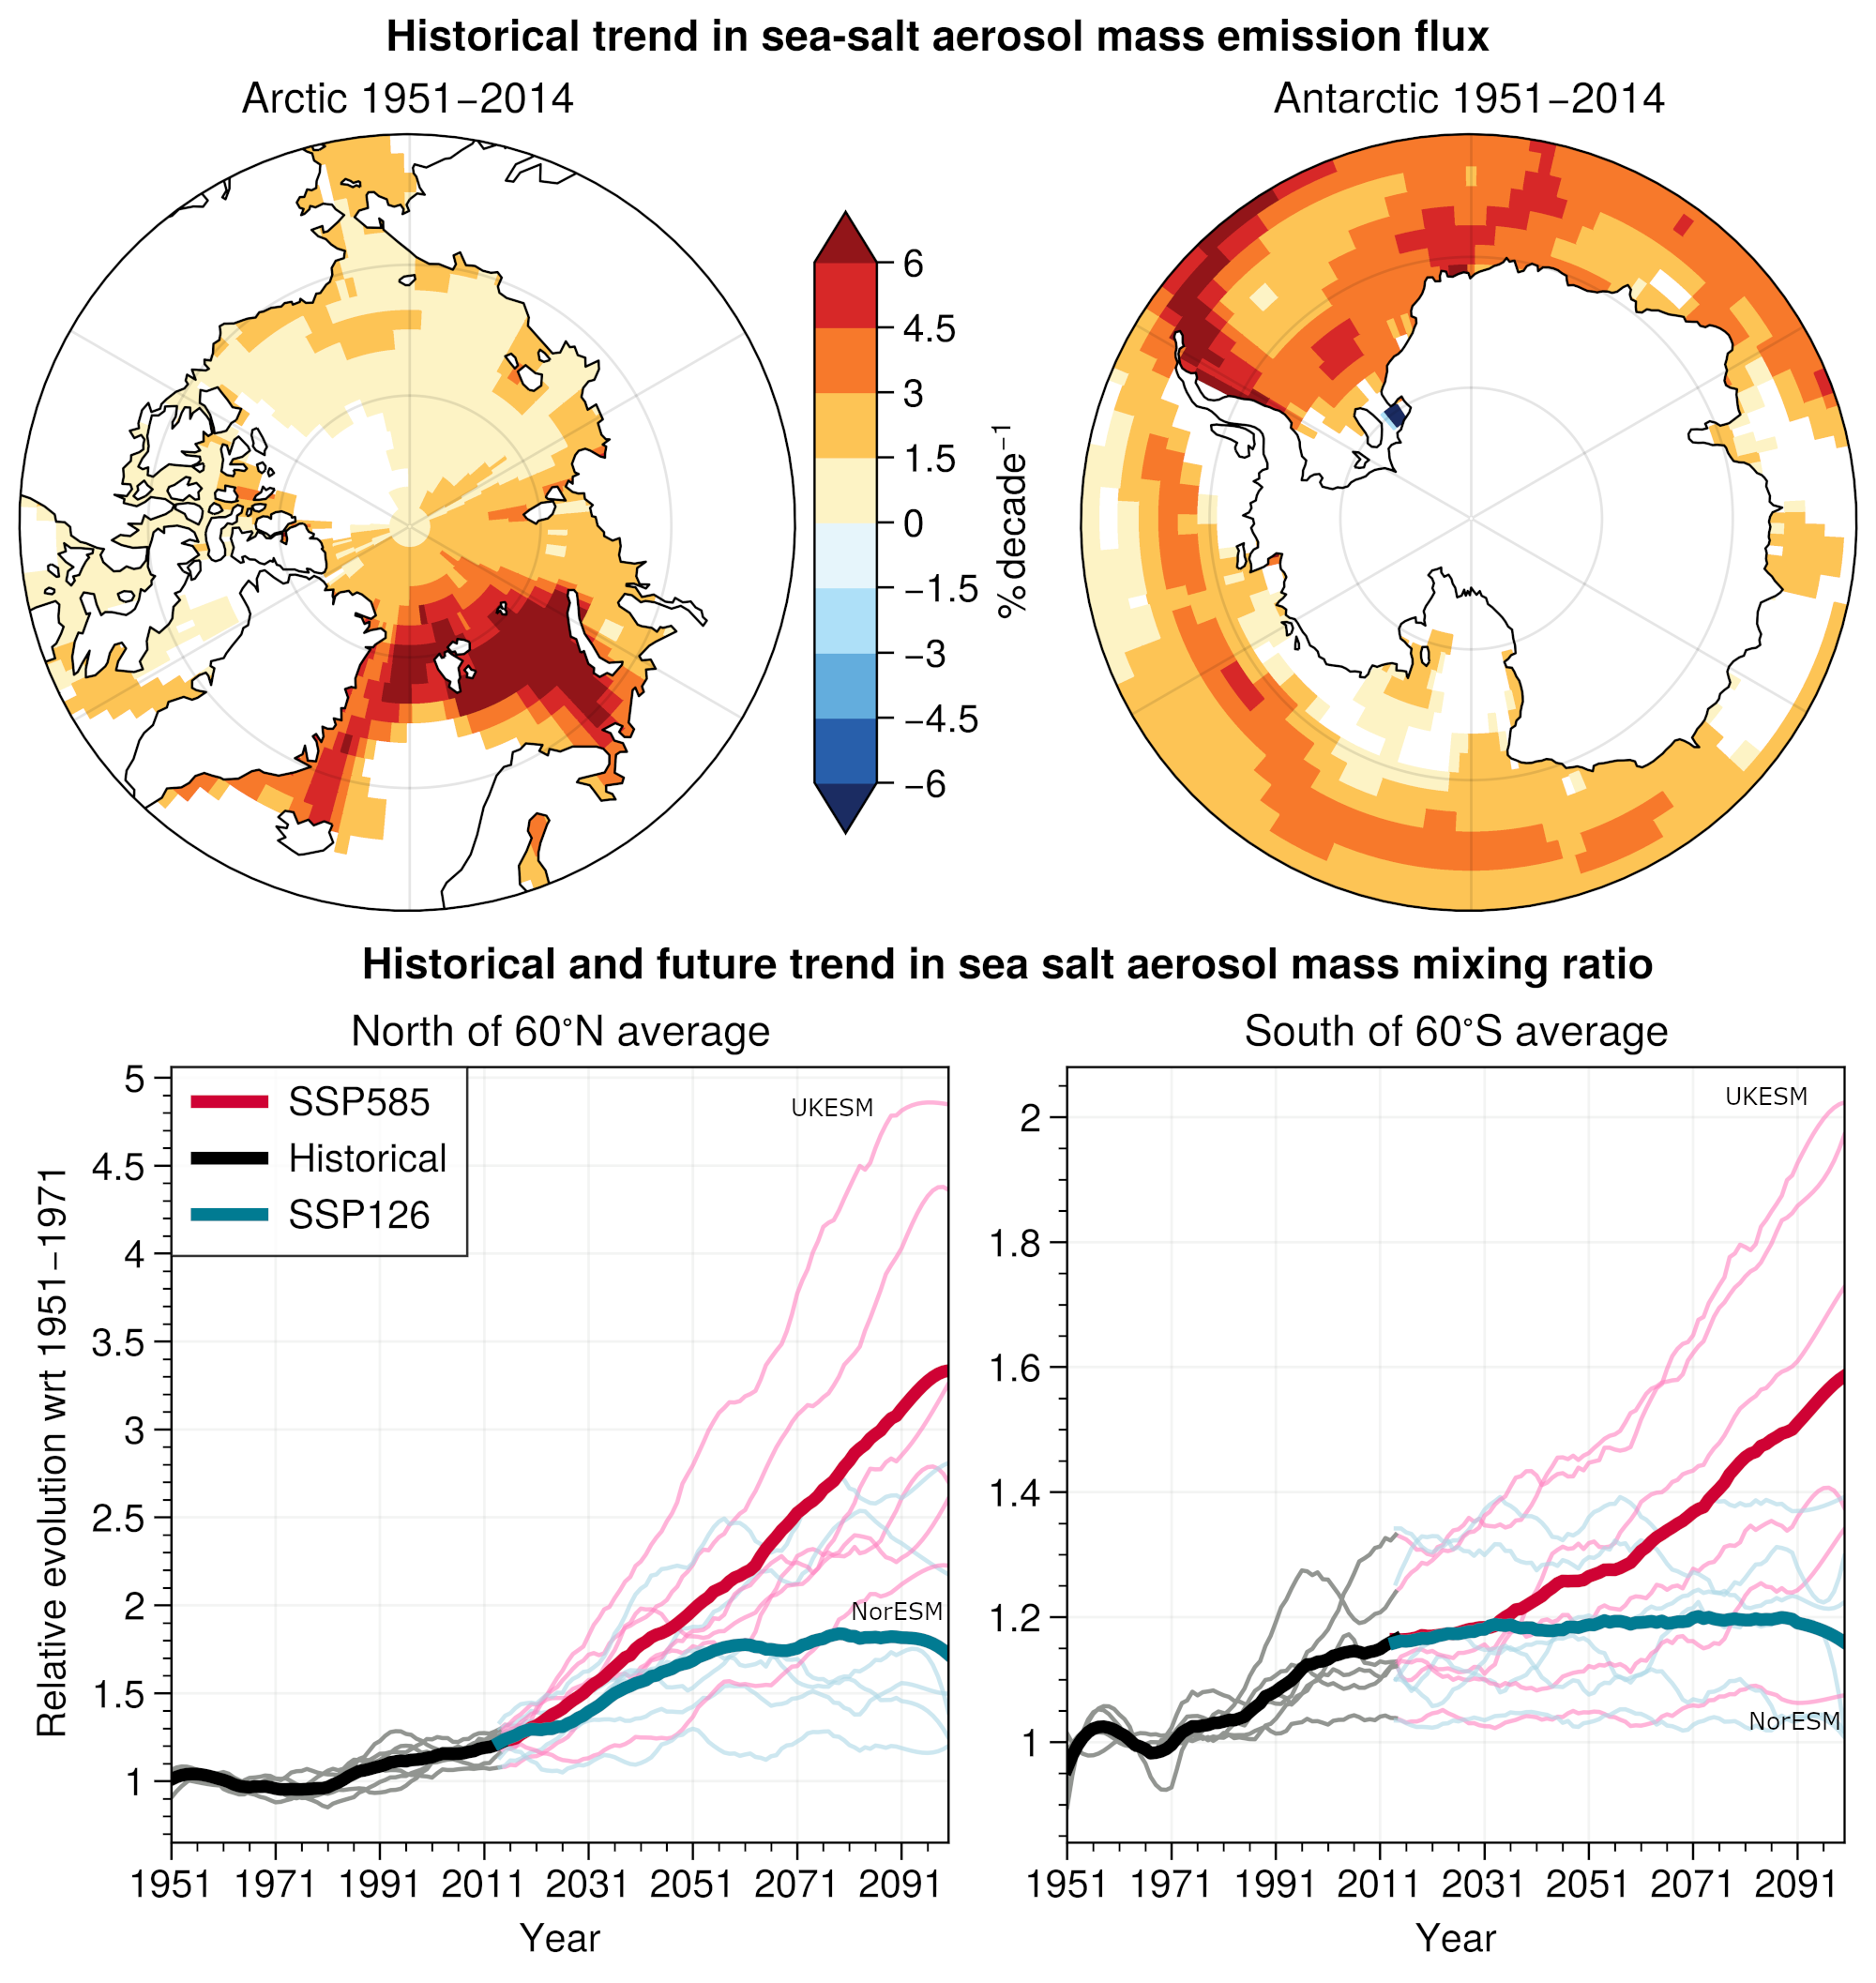 Historical trend in sea-salt aerosol mass emission flux
Arctic 1951−2014
Antarctic 1951−2014
6
4.5
3
1.5
0
−1.5
−3
−4.5
−6
%decade⁻¹
Historical and future trend in sea salt aerosol mass mixing ratio
North of 60°N average
South of 60°S average
Relative evolution wrt 1951−1971
5
4.5
4
3.5
3
2.5
2
1.5
1
SSP585
Historical
SSP126
UKESM
NorESM
1951 1971 1991 2011 2031 2051 2071 2091
Year
2
1.8
1.6
1.4
1.2
1
UKESM
NorESM
1951 1971 1991 2011 2031 2051 2071 2091
Year